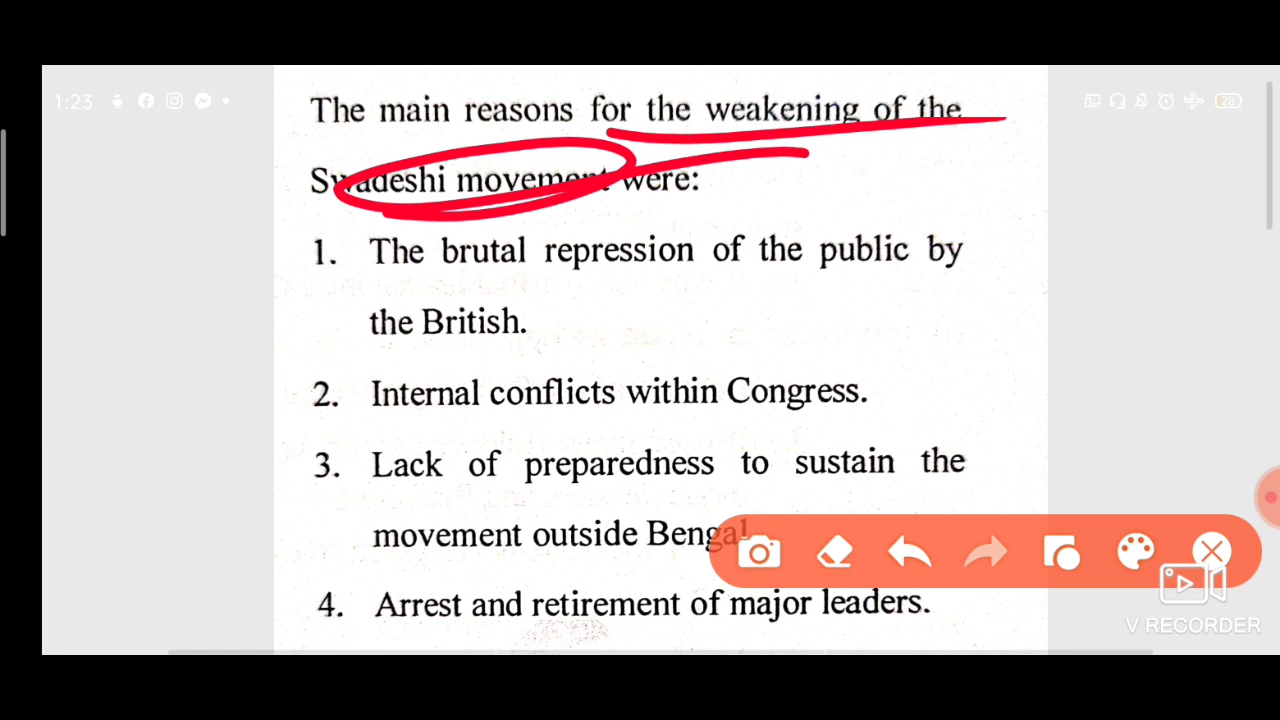 1:23
28
The main reasons for the weakening of the
Swadeshi movement were:
1. The brutal repression of the public by
the British.
2. Internal conflicts within Congress.
3. Lack of preparedness to sustain the
movement outside Bengal
4. Arrest and retirement of major leaders.
V RECORDER